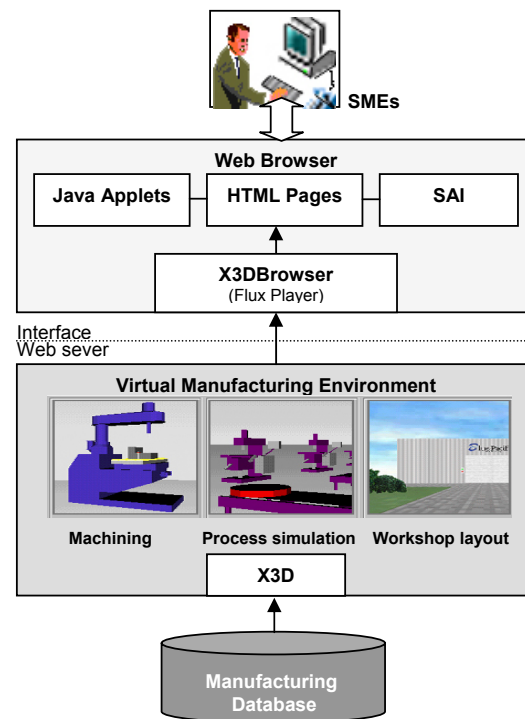 SMEs
Web Browser
Java Applets
HTML Pages
SAI
X3DBrowser
(Flux Player)
Interface
Web sever
Virtual Manufacturing Environment
Machining
Process simulation
Workshop layout
X3D
Manufacturing
Database